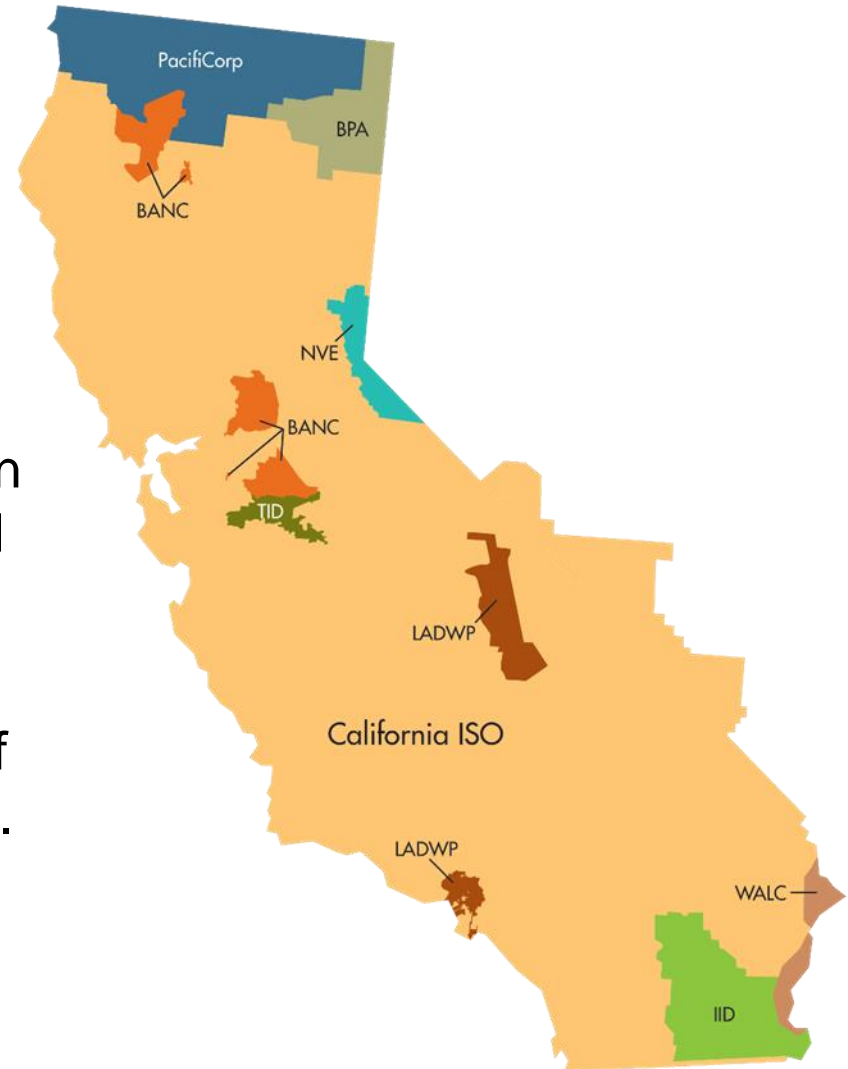 PacifiCorp
BPA
BANC
NVE
BANC
TID
LADWP
California ISO
LADWP
WALC
IID